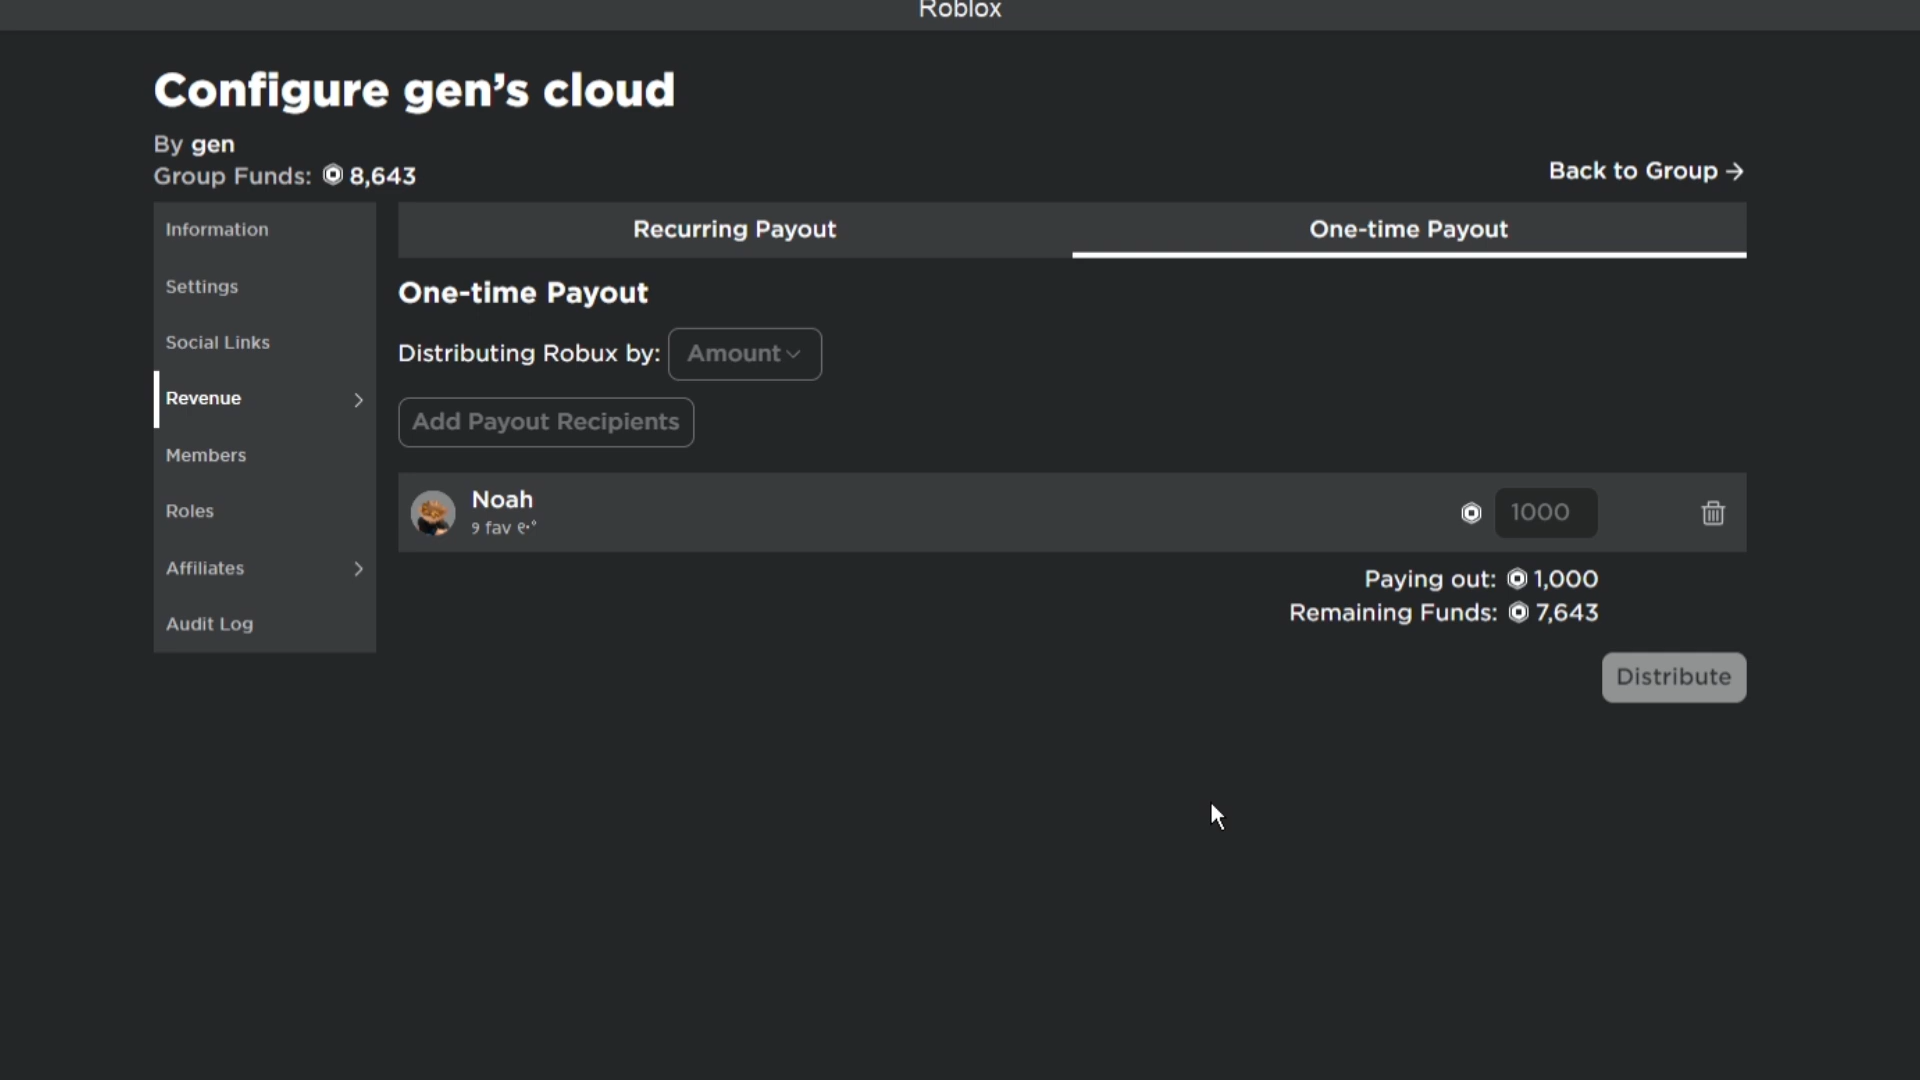 Roblox
Configure gen’s cloud
By gen
Group Funds: 8,643
Back to Group →
Information
Settings
Social Links
Revenue
Members
Roles
Affiliates
Audit Log
Recurring Payout
One-time Payout
One-time Payout
Distributing Robux by: Amount
Add Payout Recipients
Noah
1000
fav
Paying out: 1,000
Remaining Funds: 7,643
Distribute